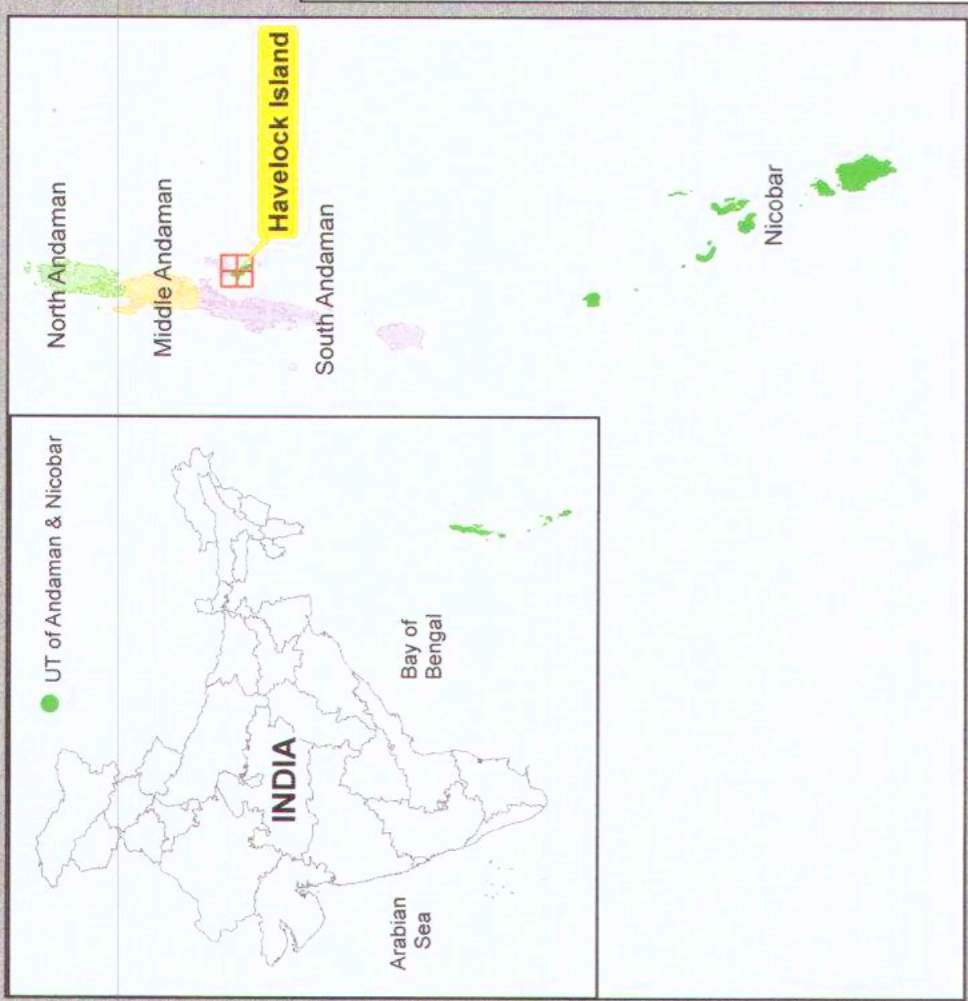 UT of Andaman & Nicobar
INDIA
Arabian
Sea
Bay of
Bengal
North Andaman
Middle Andaman
Havelock Island
South Andaman
Nicobar